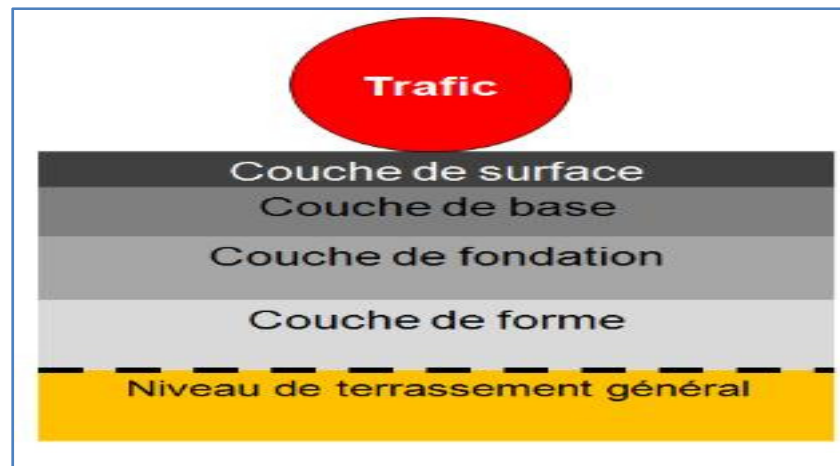 Trafic
Couche de surface
Couche de base
Couche de fondation
Couche de forme
Niveau de terrassement général